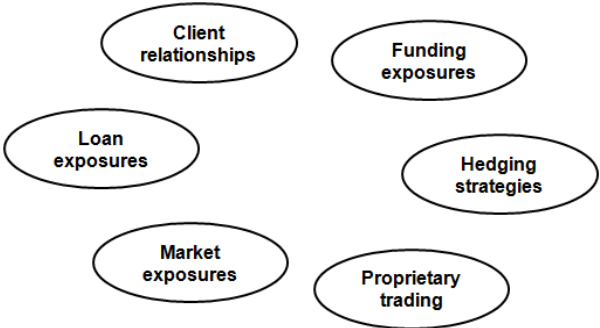 Client
relationships
Funding
exposures
Loan
exposures
Hedging
strategies
Market
exposures
Proprietary
trading